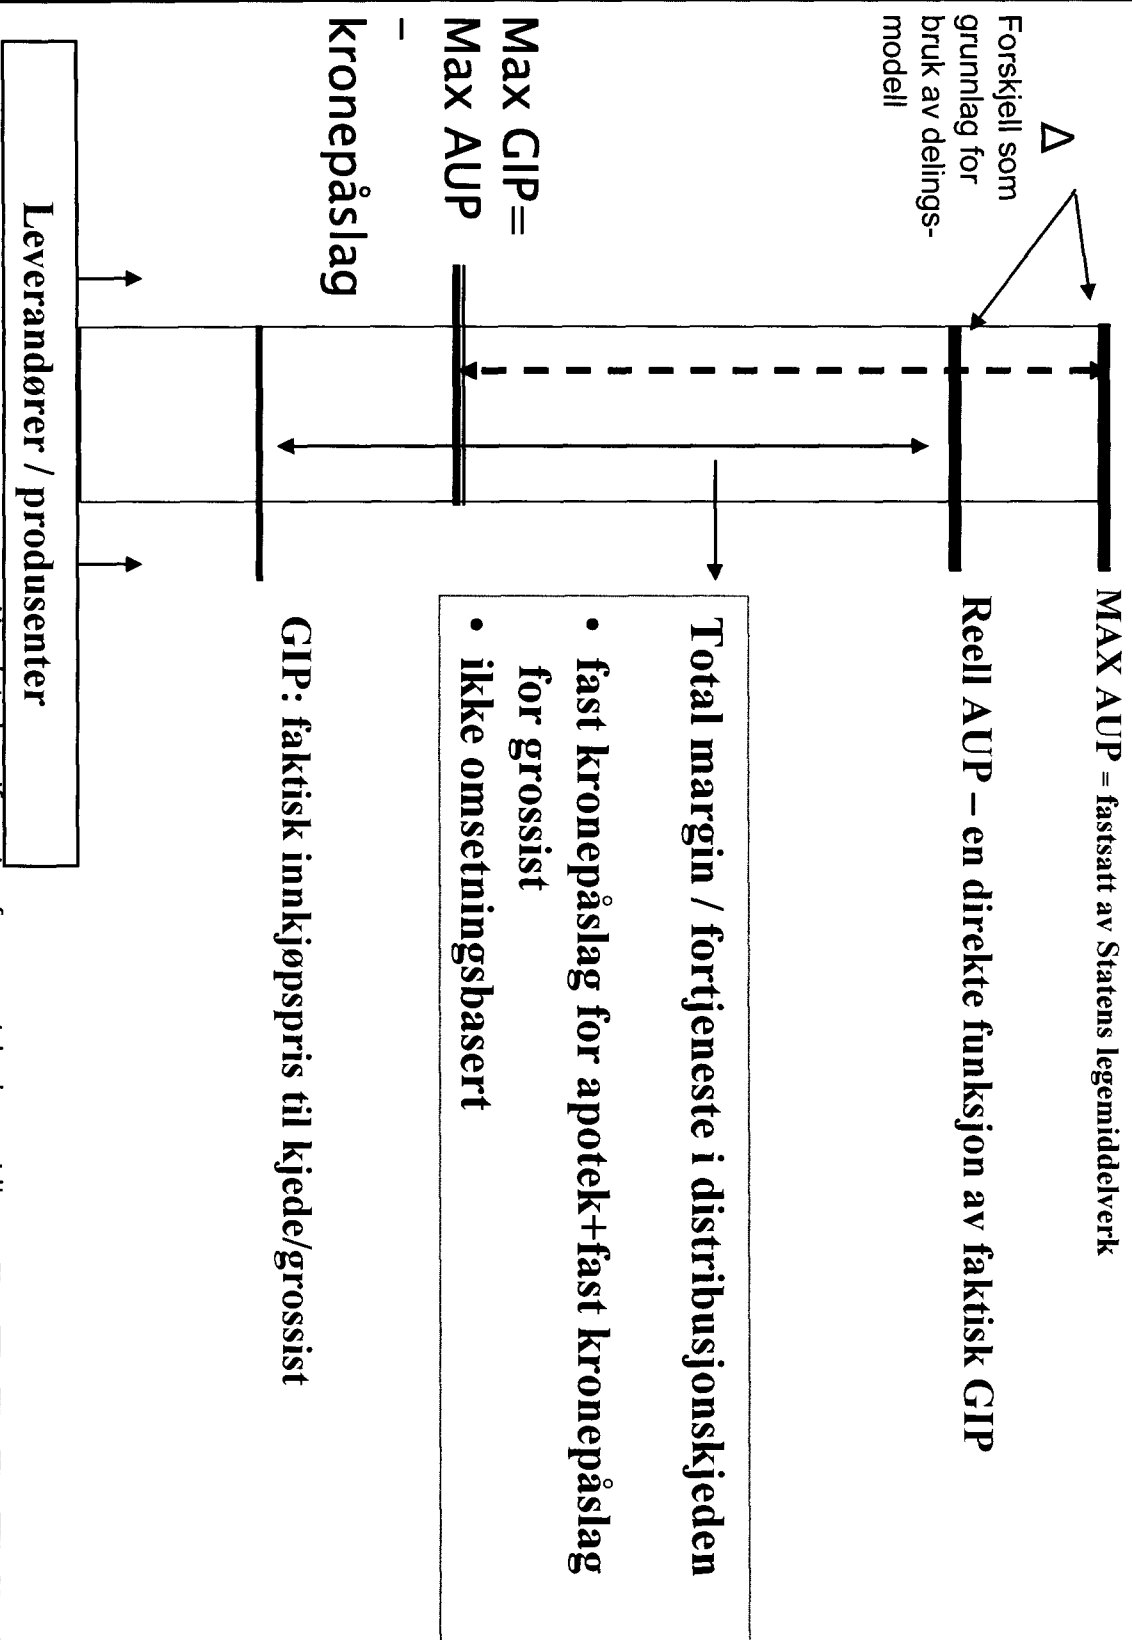 MAX AUP = fastsatt av Statens legemiddelverk
Δ
Forskjell som
grunnlag for
bruk av delings-
modell
Reell AUP – en direkte funksjon av faktisk GIP
Total margin / fortjeneste i distribusjonskjeden
• fast kronepåslag for apotek+fast kronepåslag
for grossist
• ikke omsetningsbasert
Max GIP=
Max AUP
–
kronepåslag
GIP: faktisk innkjøpspris til kjede/grossist
Leverandører / produsenter